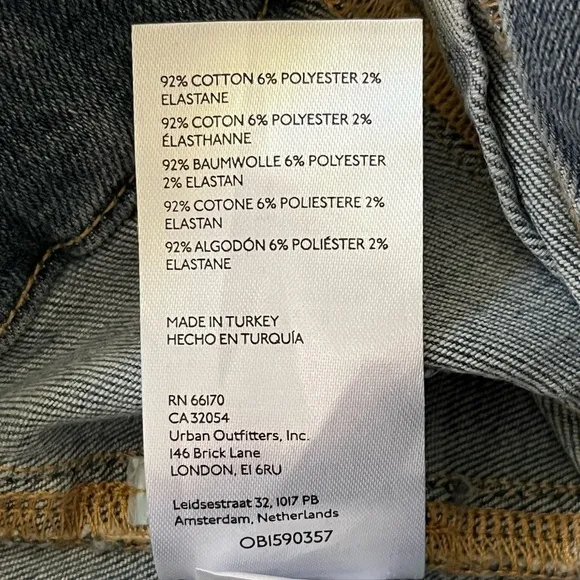 92% COTTON 6% POLYESTER 2%
ELASTANE
92% COTON 6% POLYESTER 2%
ÉLASTHANNE
92% BAUMWOLLE 6% POLYESTER
2% ELASTAN
92% COTONE 6% POLIESTERE 2%
ELASTAN
92% ALGODÓN 6% POLIÉSTER 2%
ELASTANE
MADE IN TURKEY
HECHO EN TURQUÍA
RN 66170
CA 32054
Urban Outfitters, Inc.
146 Brick Lane
LONDON, E1 6RU
Leidsestraat 32, 1017 PB
Amsterdam, Netherlands
OB1590357